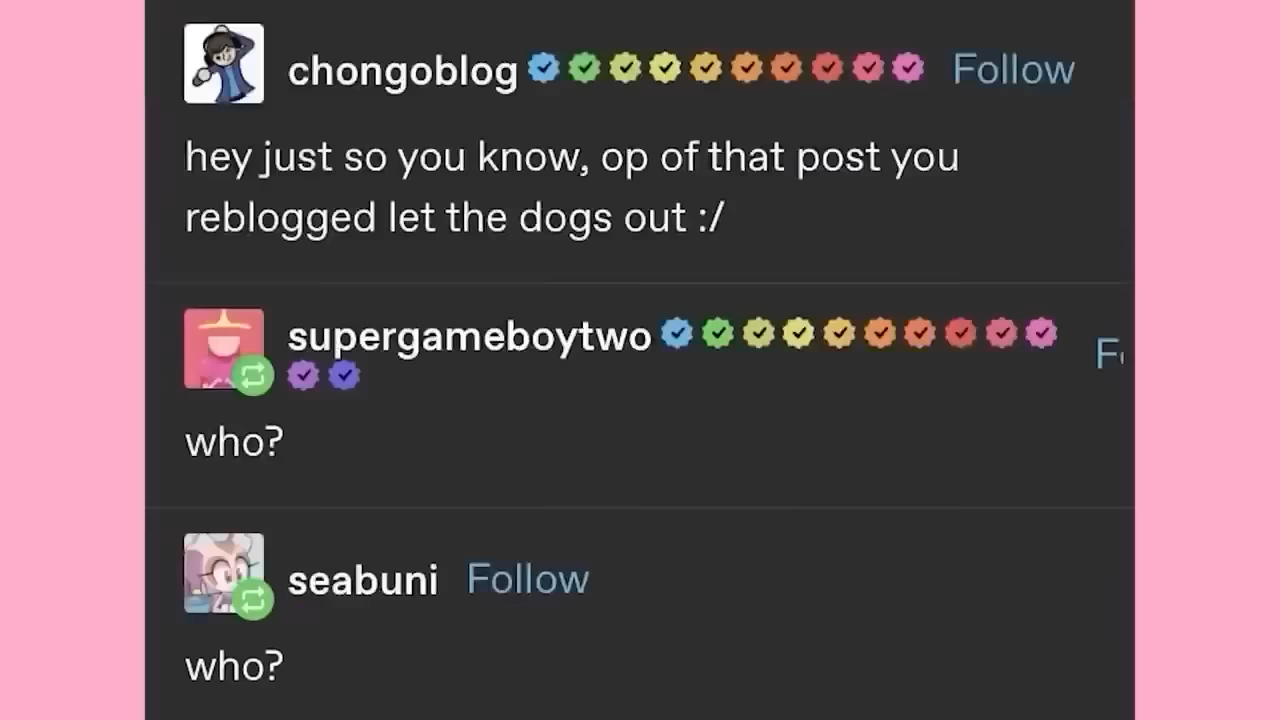 chongoblog Follow
hey just so you know, op of that post you
reblogged let the dogs out :/
supergameboytwo
who?
seabuni Follow
who?